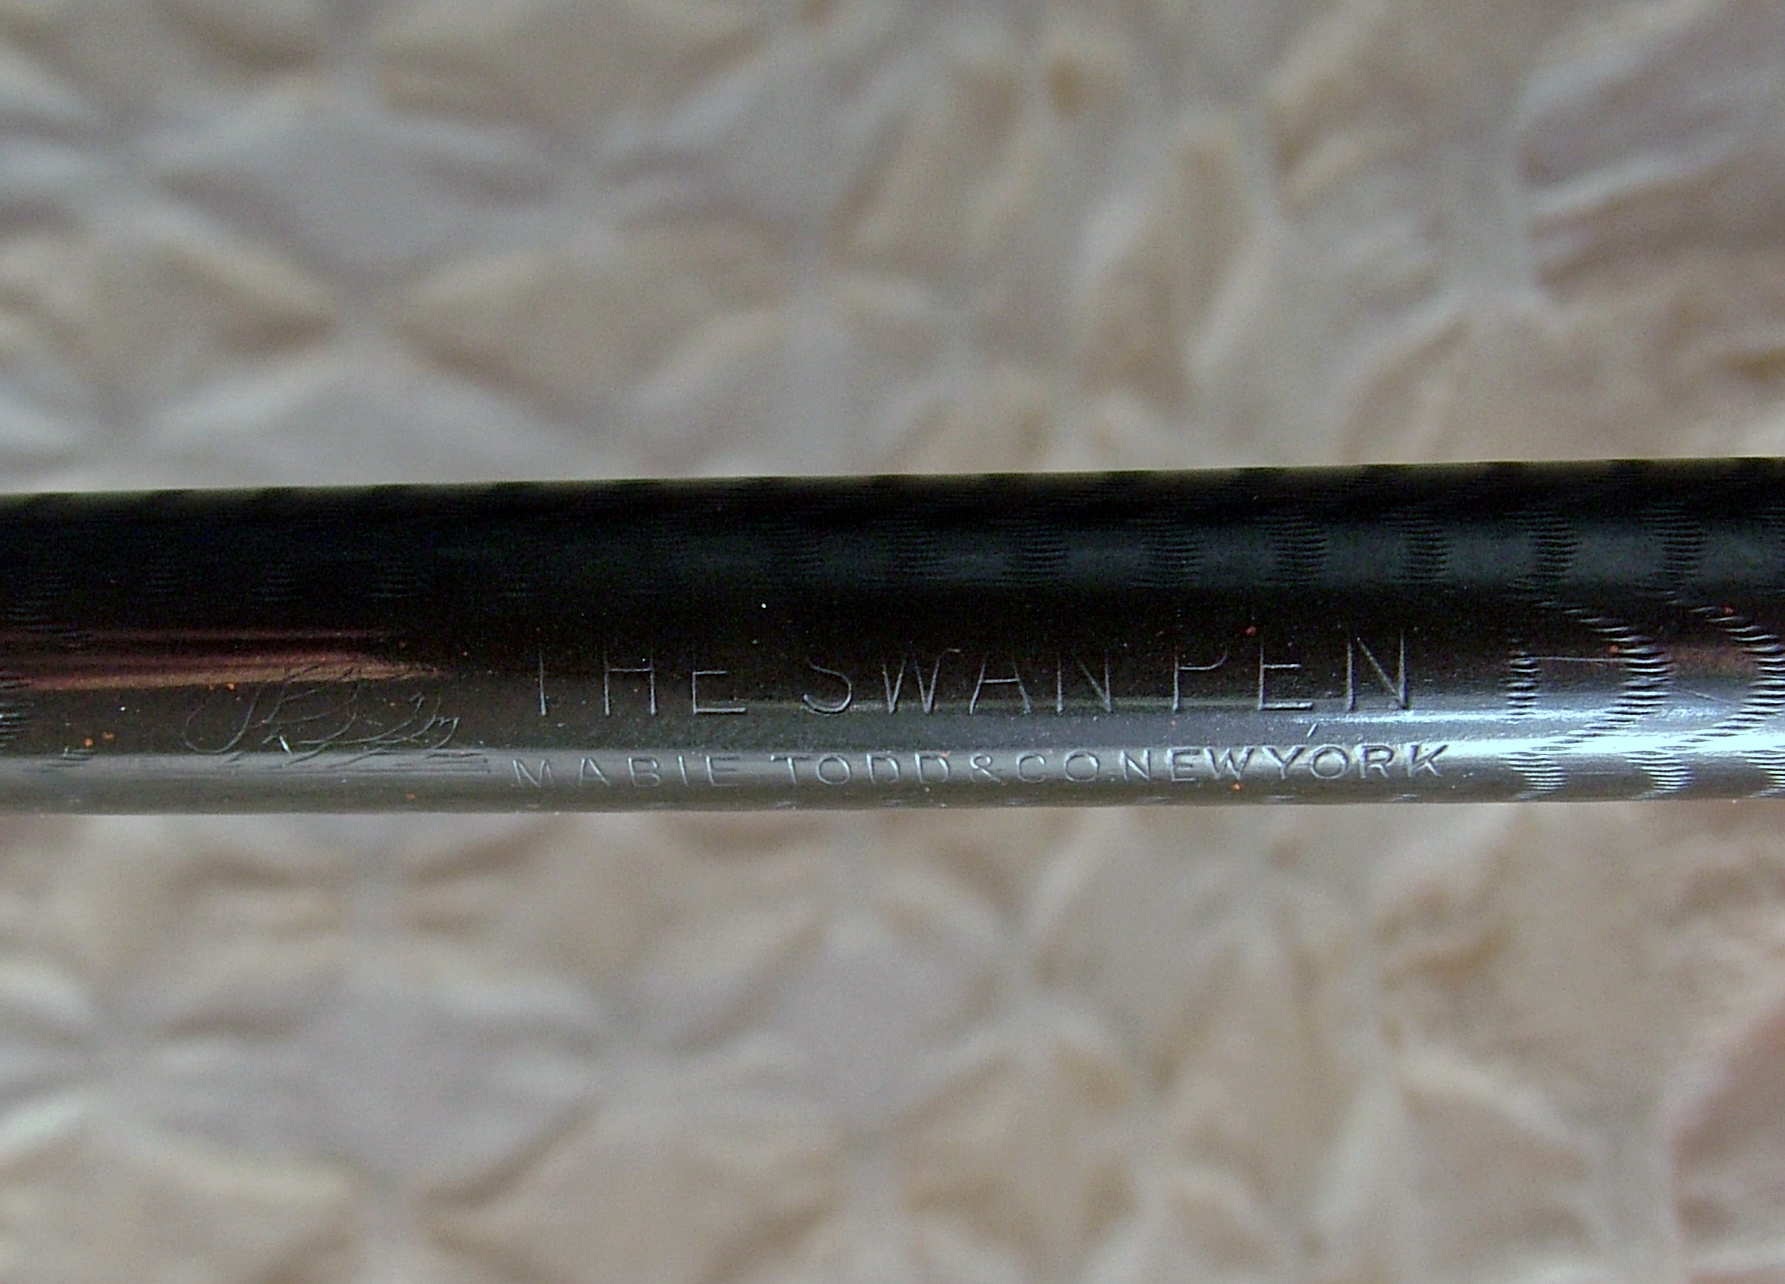 THE SWAN PEN
MABIE TODD & CO. NEW YORK